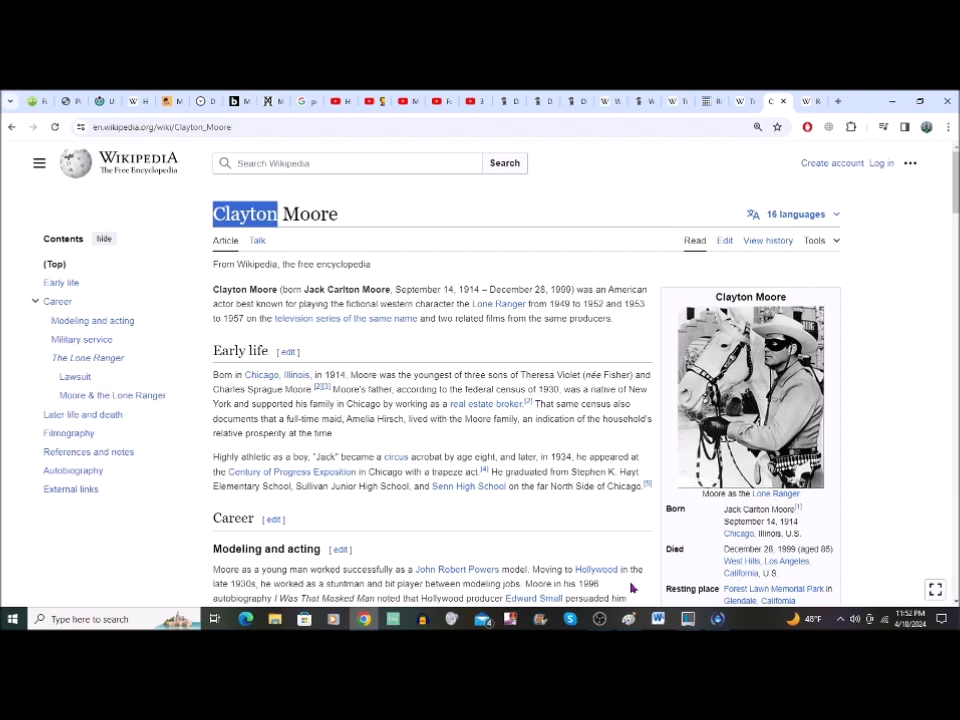 en.wikipedia.org/wiki/Clayton_Moore
WIKIPEDIA
The Free Encyclopedia
Search Wikipedia
Search
Create account Log in
Contents hide
(Top)
Early life
Career
Modeling and acting
Military service
The Lone Ranger
Lawsuit
Moore & the Lone Ranger
Later life and death
Filmography
References and notes
Autobiography
External links
Clayton Moore
16 languages
Article Talk
Read Edit View history Tools
From Wikipedia, the free encyclopedia
Clayton Moore (born Jack Carlton Moore, September 14, 1914 – December 28, 1999) was an American
actor best known for playing the fictional western character the Lone Ranger from 1949 to 1952 and 1953
to 1957 on the television series of the same name and two related films from the same producers.
Early life [ edit ]
Born in Chicago, Illinois, in 1914, Moore was the youngest of three sons of Theresa Violet (née Fisher) and
Charles Sprague Moore.[2][3] Moore's father, according to the federal census of 1930, was a native of New
York and supported his family in Chicago by working as a real estate broker.[2] That same census also
documents that a full-time maid, Amelia Hirsch, lived with the Moore family, an indication of the household's
relative prosperity at the time.
Highly athletic as a boy, "Jack" became a circus acrobat by age eight, and later, in 1934, he appeared at
the Century of Progress Exposition in Chicago with a trapeze act.[4] He graduated from Stephen K. Hayt
Elementary School, Sullivan Junior High School, and Senn High School on the far North Side of Chicago.[5]
Career [ edit ]
Modeling and acting [ edit ]
Moore as a young man worked successfully as a John Robert Powers model. Moving to Hollywood in the
late 1930s, he worked as a stuntman and bit player between modeling jobs. Moore in his 1996
autobiography I Was That Masked Man noted that Hollywood producer Edward Small persuaded him
Clayton Moore
Moore as the Lone Ranger
Born Jack Carlton Moore[1]
September 14, 1914
Chicago, Illinois, U.S.
Died December 28, 1999 (aged 85)
West Hills, Los Angeles,
California, U.S.
Resting place Forest Lawn Memorial Park in
Glendale, California
Type here to search
48°F
11:52 PM
4/18/2024